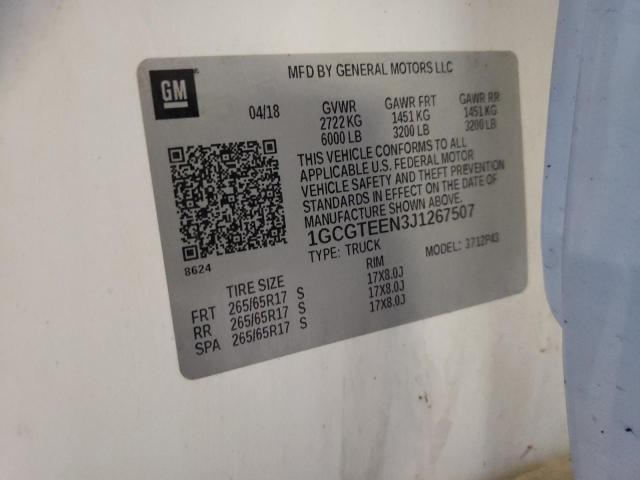 GM
MFD BY GENERAL MOTORS LLC
04/18 GVWR GAWR FRT GAWR RR
2722 KG 1451 KG 1451 KG
6000 LB 3200 LB 3200 LB
THIS VEHICLE CONFORMS TO ALL
APPLICABLE U.S. FEDERAL MOTOR
VEHICLE SAFETY AND THEFT PREVENTION
STANDARDS IN EFFECT ON THE DATE OF
MANUFACTURE SHOWN ABOVE.
1GCGTEEN3J1267507
8624 TYPE: TRUCK MODEL: 3712P43
TIRE SIZE RIM
FRT 265/65R17 S 17X8.0J
RR 265/65R17 S 17X8.0J
SPA 265/65R17 S 17X8.0J